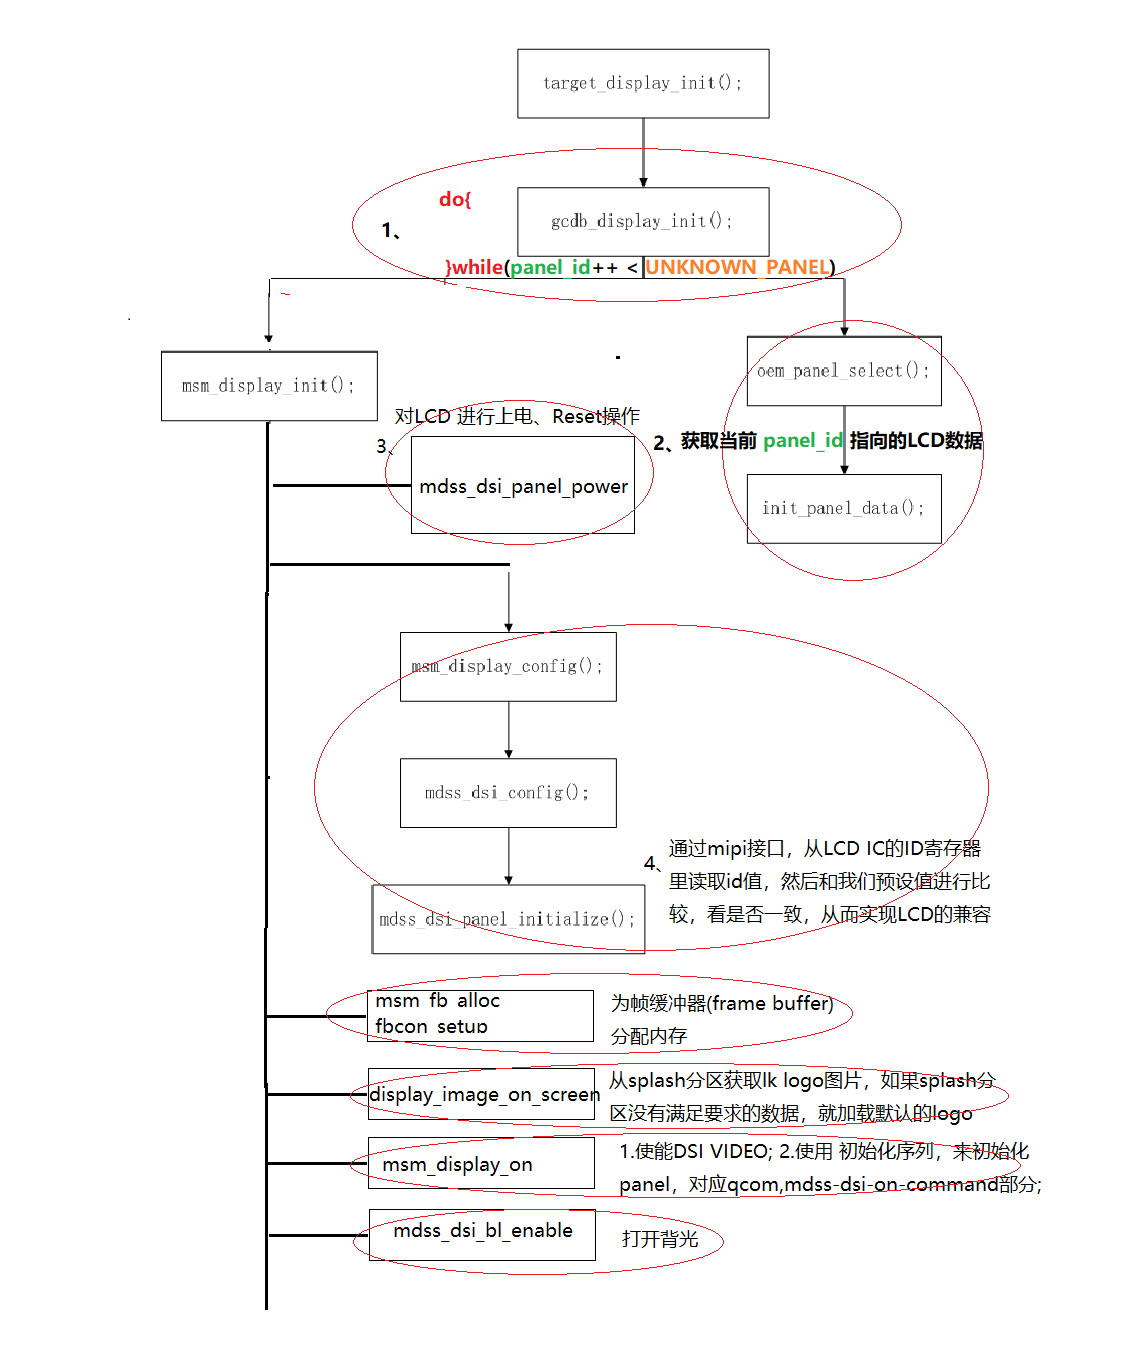 target_display_init();
do{
1、
gcdb_display_init();
}while(panel_id++ < UNKNOWN_PANEL)
msm_display_init();
oem_panel_select();
对LCD 进行上电、Reset操作
3、
mdss_dsi_panel_power
2、获取当前 panel_id 指向的LCD数据
init_panel_data();
msm_display_config();
mdss_dsi_config();
mdss_dsi_panel_initialize();
4、
通过mipi接口，从LCD IC的ID寄存器
里读取id值，然后和我们预设值进行比
较，看是否一致，从而实现LCD的兼容
msm_fb_alloc
fbcon_setup
为帧缓冲器(frame buffer)
分配内存
display_image_on_screen
从splash分区获取lk logo图片，如果splash分
区没有满足要求的数据，就加载默认的logo
msm_display_on
1.使能DSI VIDEO; 2.使用 初始化序列，来初始化
panel，对应qcom,mdss-dsi-on-command部分;
mdss_dsi_bl_enable
打开背光